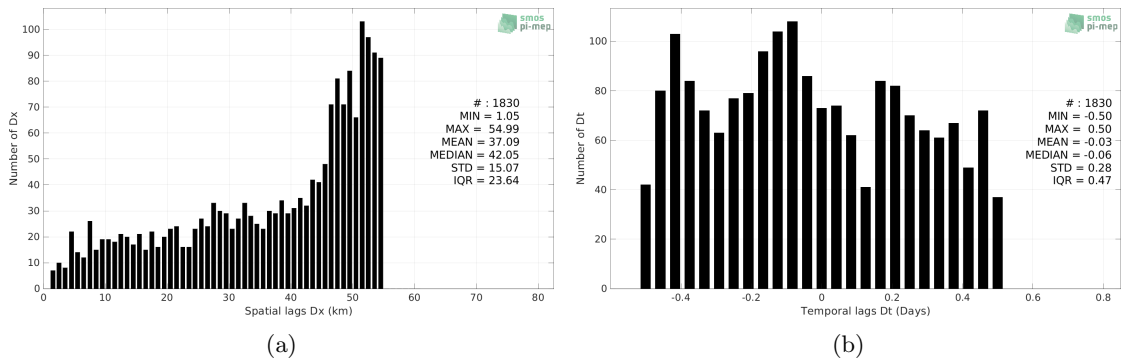 smos
pi-mep
100
90
80
70
60
50
40
30
20
10
0
Number of Dx
# : 1830
MIN = 1.05
MAX = 54.99
MEAN = 37.09
MEDIAN = 42.05
STD = 15.07
IQR = 23.64
0 10 20 30 40 50 60 70 80
Spatial lags Dx (km)
(a)
smos
pi-mep
100
80
60
40
20
0
Number of Dt
# : 1830
MIN = -0.50
MAX = 0.50
MEAN = -0.03
MEDIAN = -0.06
STD = 0.28
IQR = 0.47
-0.4 -0.2 0 0.2 0.4 0.6 0.8
Temporal lags Dt (Days)
(b)